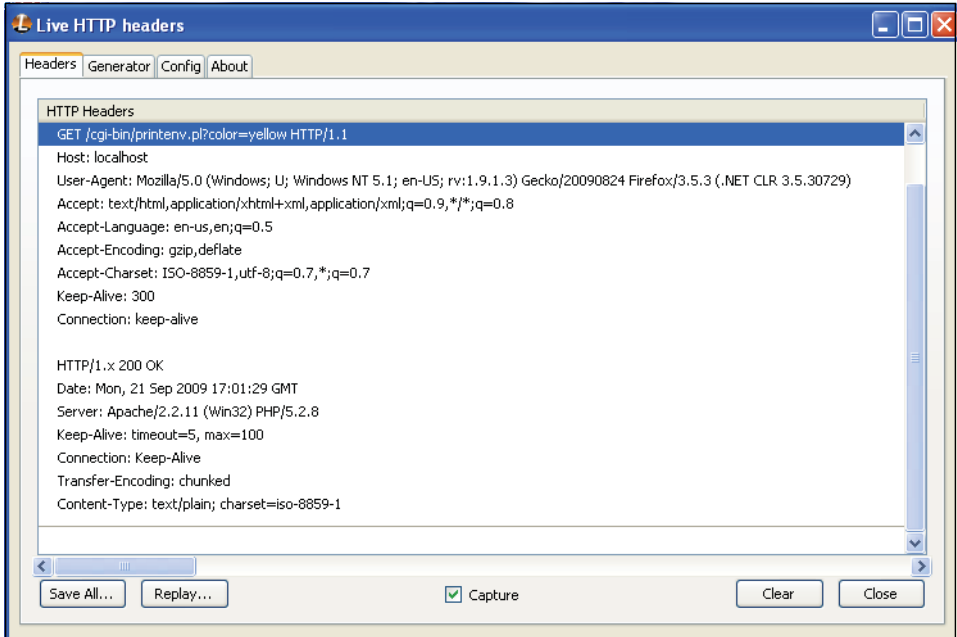 Live HTTP headers
Headers Generator Config About
HTTP Headers
GET /cgi-bin/printenv.pl?color=yellow HTTP/1.1
Host: localhost
User-Agent: Mozilla/5.0 (Windows; U; Windows NT 5.1; en-US; rv:1.9.1.3) Gecko/20090824 Firefox/3.5.3 (.NET CLR 3.5.30729)
Accept: text/html,application/xhtml+xml,application/xml;q=0.9,*/*;q=0.8
Accept-Language: en-us,en;q=0.5
Accept-Encoding: gzip,deflate
Accept-Charset: ISO-8859-1,utf-8;q=0.7,*;q=0.7
Keep-Alive: 300
Connection: keep-alive
HTTP/1.x 200 OK
Date: Mon, 21 Sep 2009 17:01:29 GMT
Server: Apache/2.2.11 (Win32) PHP/5.2.8
Keep-Alive: timeout=5, max=100
Connection: Keep-Alive
Transfer-Encoding: chunked
Content-Type: text/plain; charset=iso-8859-1
Save All... Replay... Capture Clear Close